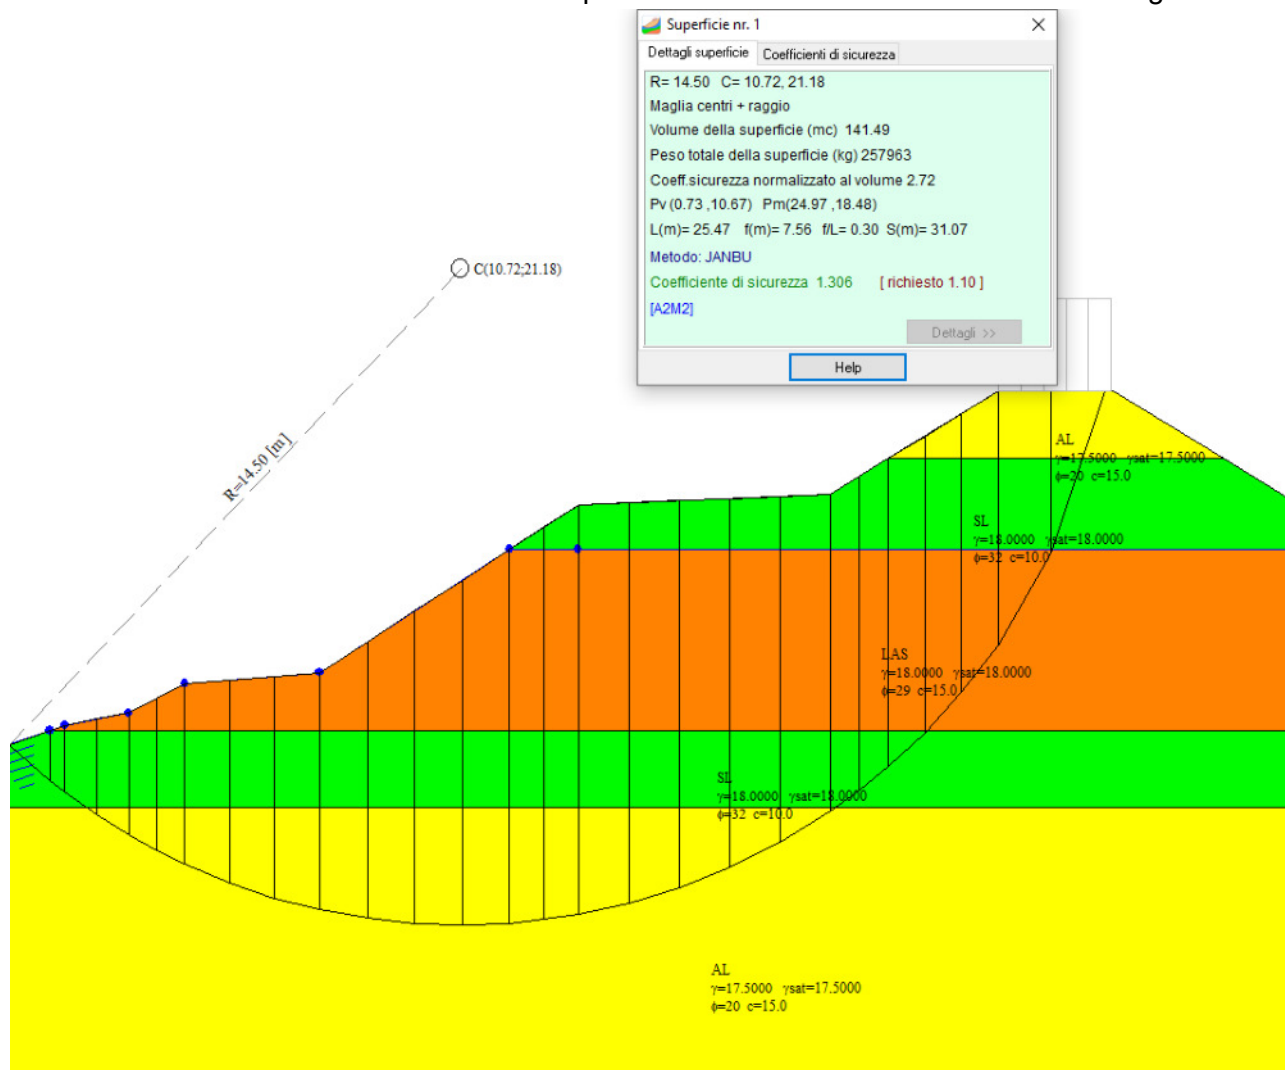 Superficie nr. 1
Dettagli superficie Coefficienti di sicurezza
R= 14.50 C= 10.72, 21.18
Maglia centri + raggio
Volume della superficie (mc) 141.49
Peso totale della superficie (kg) 257963
Coeff.sicurezza normalizzato al volume 2.72
Pv (0.73 ,10.67) Pm(24.97 ,18.48)
L(m)= 25.47 f(m)= 7.56 f/L= 0.30 S(m)= 31.07
Metodo: JANBU
Coefficiente di sicurezza 1.306 [ richiesto 1.10 ]
[A2M2]
Dettagli >>
Help
C(10.72;21.18)
R=14.50 [m]
AL
γ=17.5000 γsat=17.5000
ϕ=20 c=15.0
SL
γ=18.0000 γsat=18.0000
ϕ=32 c=10.0
LAS
γ=18.0000 γsat=18.0000
ϕ=29 c=15.0
SL
γ=18.0000 γsat=18.0000
ϕ=32 c=10.0
AL
γ=17.5000 γsat=17.5000
ϕ=20 c=15.0